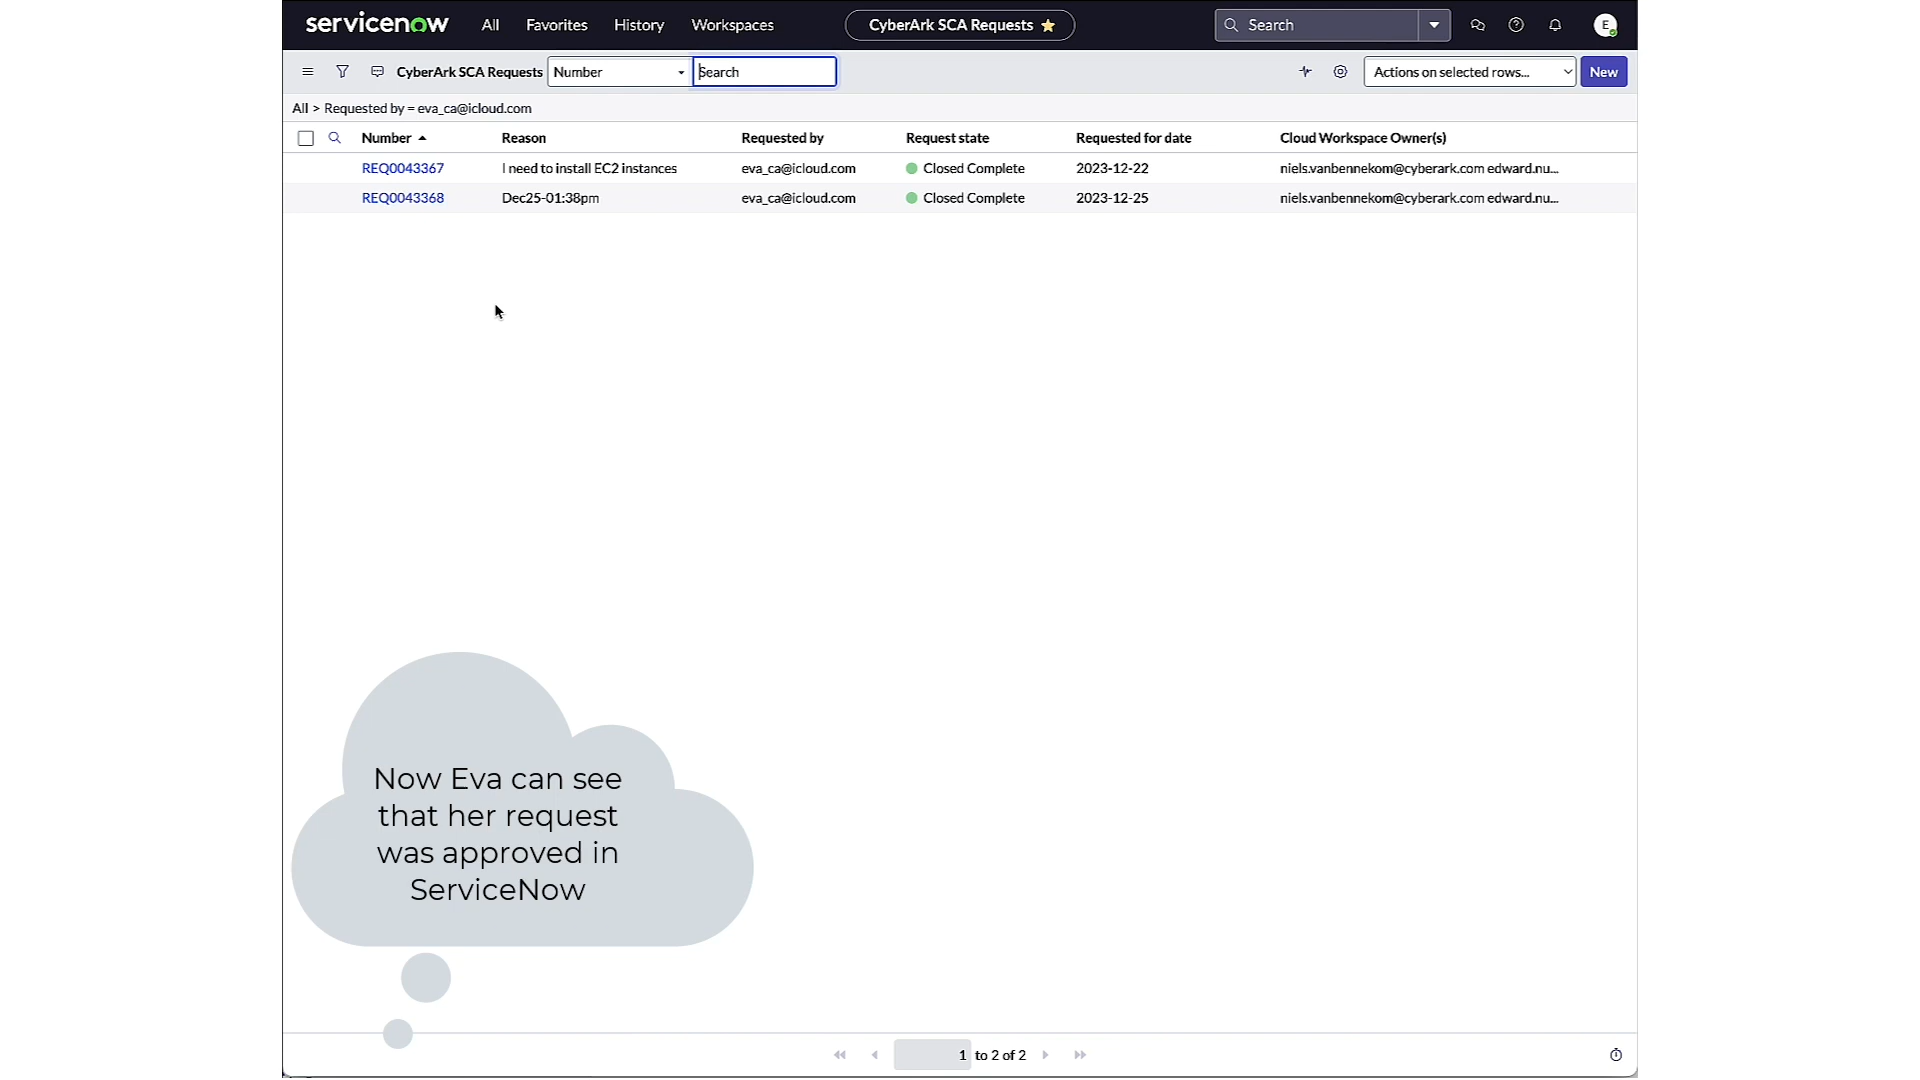 servicenow All Favorites History Workspaces CyberArk SCA Requests Search E
CyberArk SCA Requests Number Search Actions on selected rows... New
All > Requested by = eva_ca@icloud.com
Number Reason Requested by Request state Requested for date Cloud Workspace Owner(s)
REQ0043367 I need to install EC2 instances eva_ca@icloud.com Closed Complete 2023-12-22 niels.vanbennekom@cyberark.com edward.nu...
REQ0043368 Dec25-01:38pm eva_ca@icloud.com Closed Complete 2023-12-25 niels.vanbennekom@cyberark.com edward.nu...
Now Eva can see
that her request
was approved in
ServiceNow
1 to 2 of 2